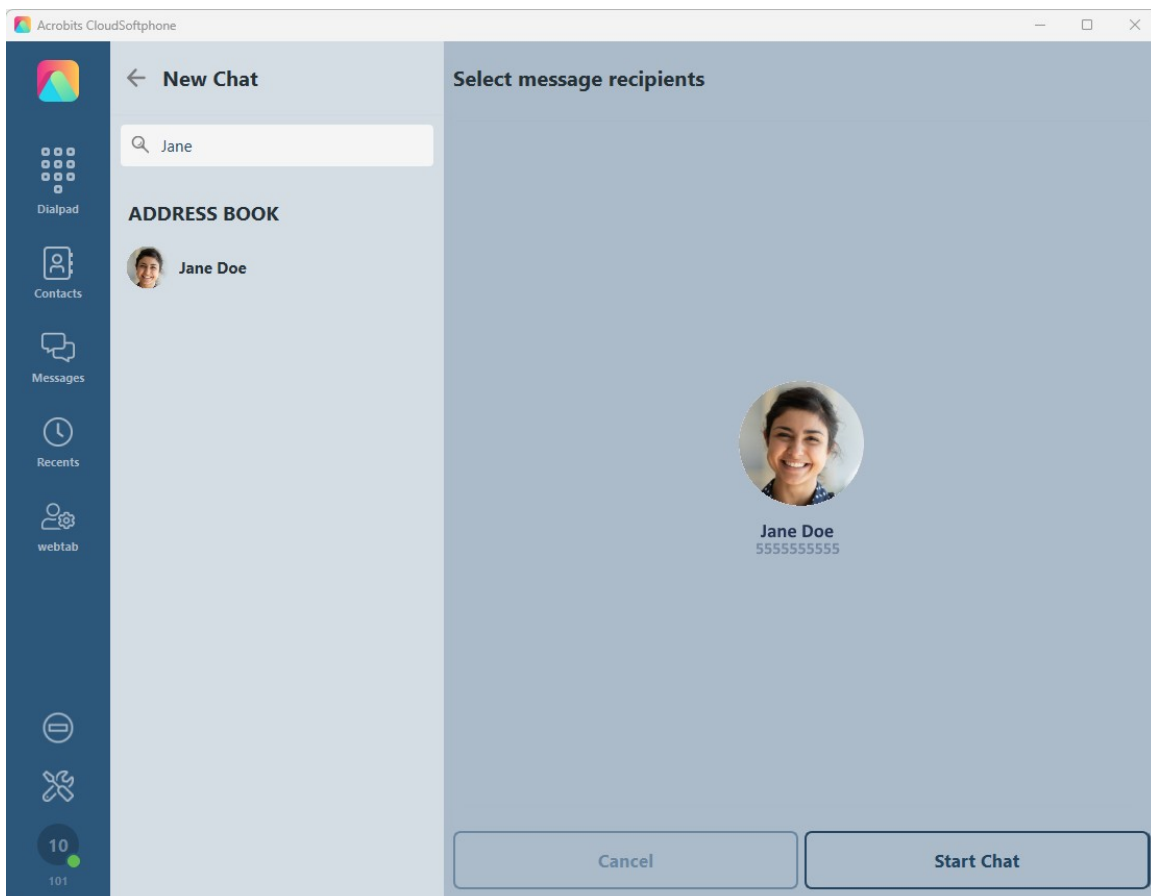 Acrobits CloudSoftphone
New Chat
Select message recipients
Jane
Dialpad
ADDRESS BOOK
Jane Doe
Contacts
Messages
Recents
webtab
Jane Doe
5555555555
10
101
Cancel
Start Chat